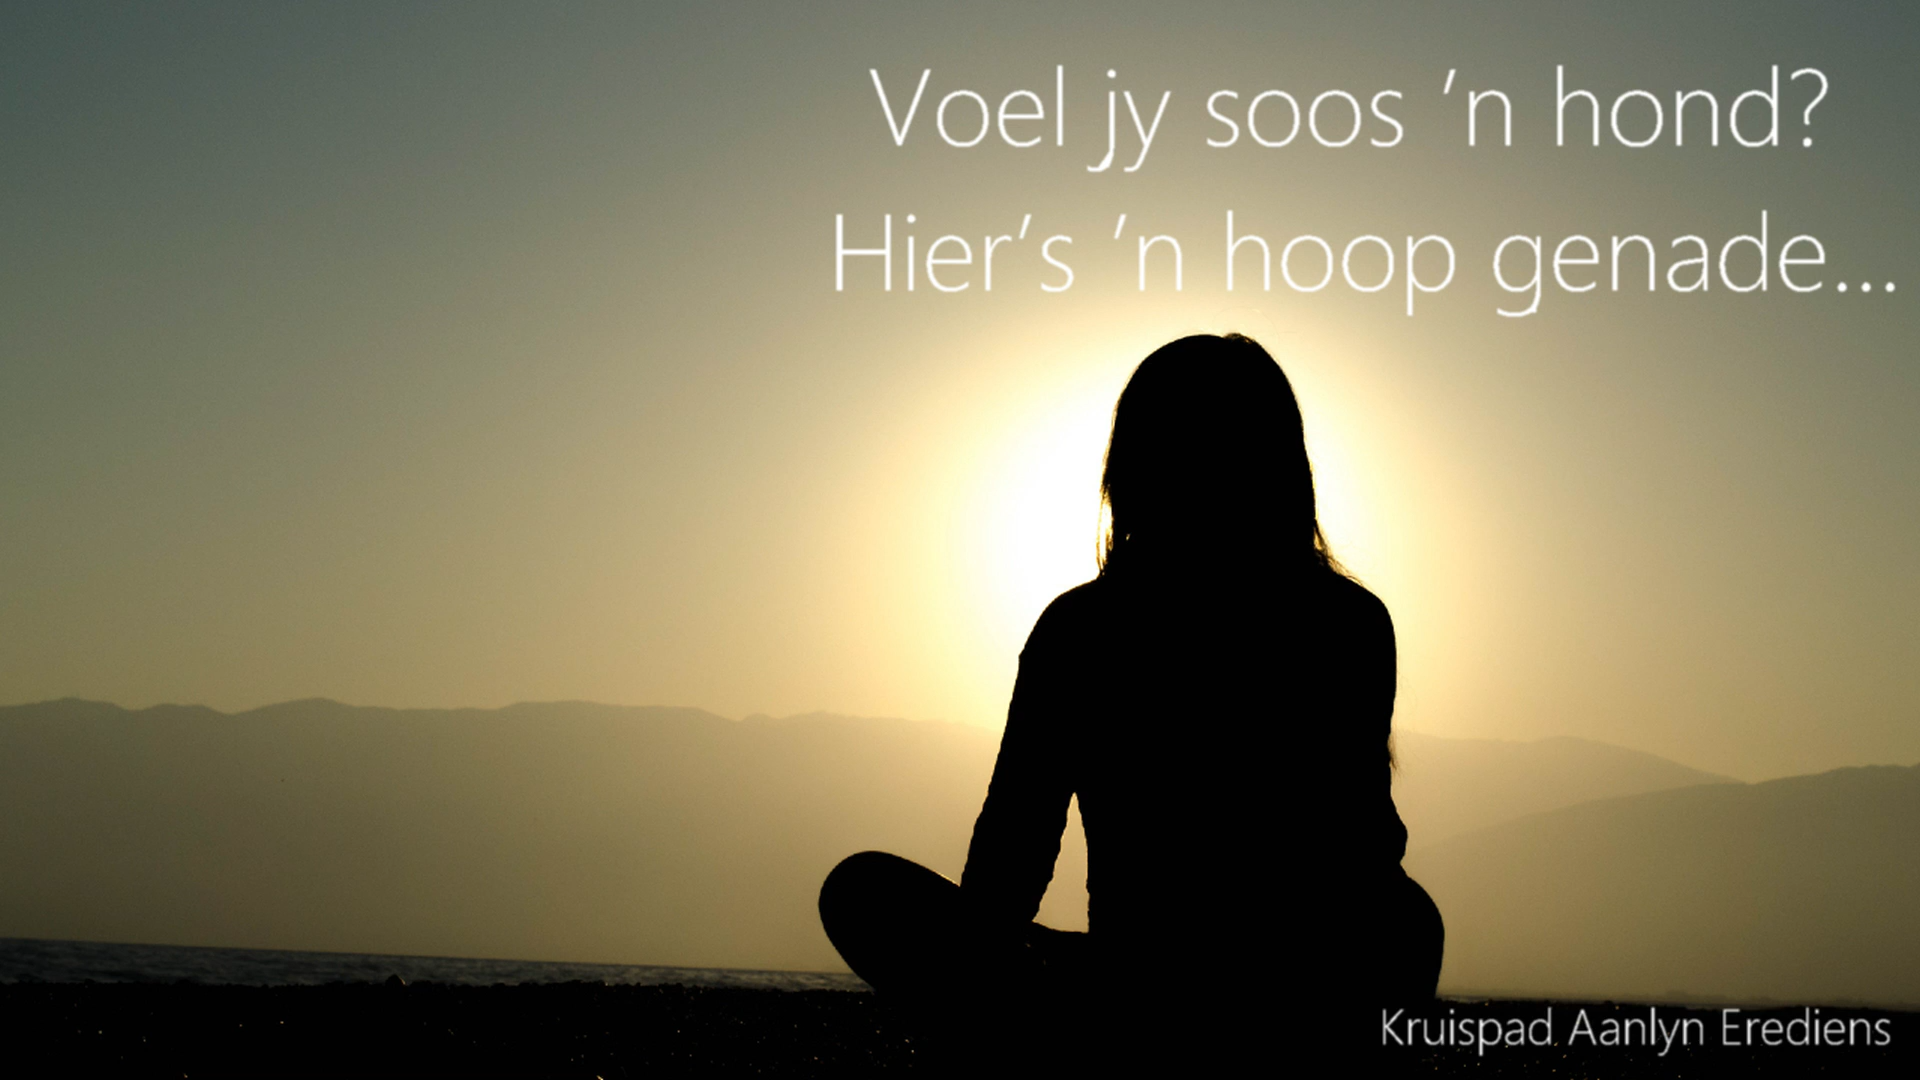 Voel jy soos ’n hond?
Hier’s ’n hoop genade...
Kruispad Aanlyn Erediens